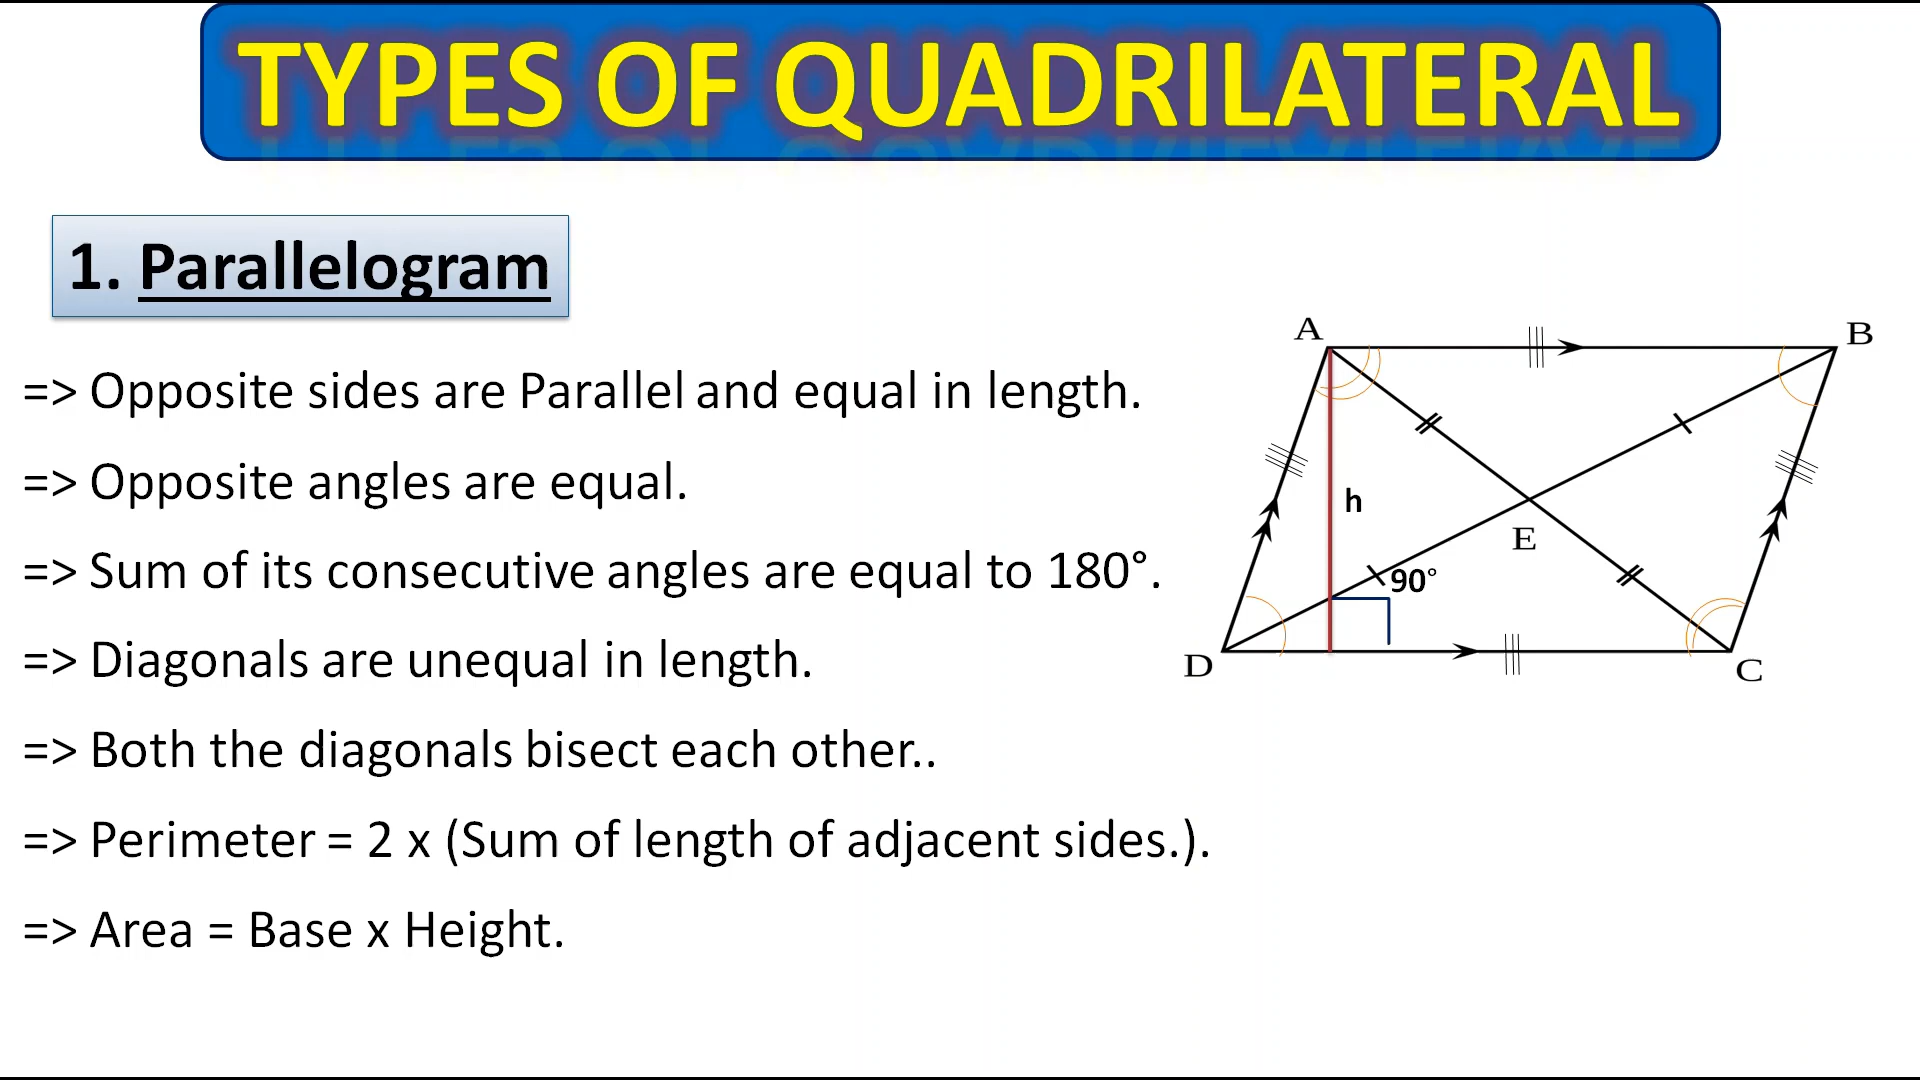 TYPES OF QUADRILATERAL
1. Parallelogram
=> Opposite sides are Parallel and equal in length.
=> Opposite angles are equal.
=> Sum of its consecutive angles are equal to 180°.
=> Diagonals are unequal in length.
=> Both the diagonals bisect each other..
=> Perimeter = 2 x (Sum of length of adjacent sides.).
=> Area = Base x Height.
A
B
h
E
90°
D
C